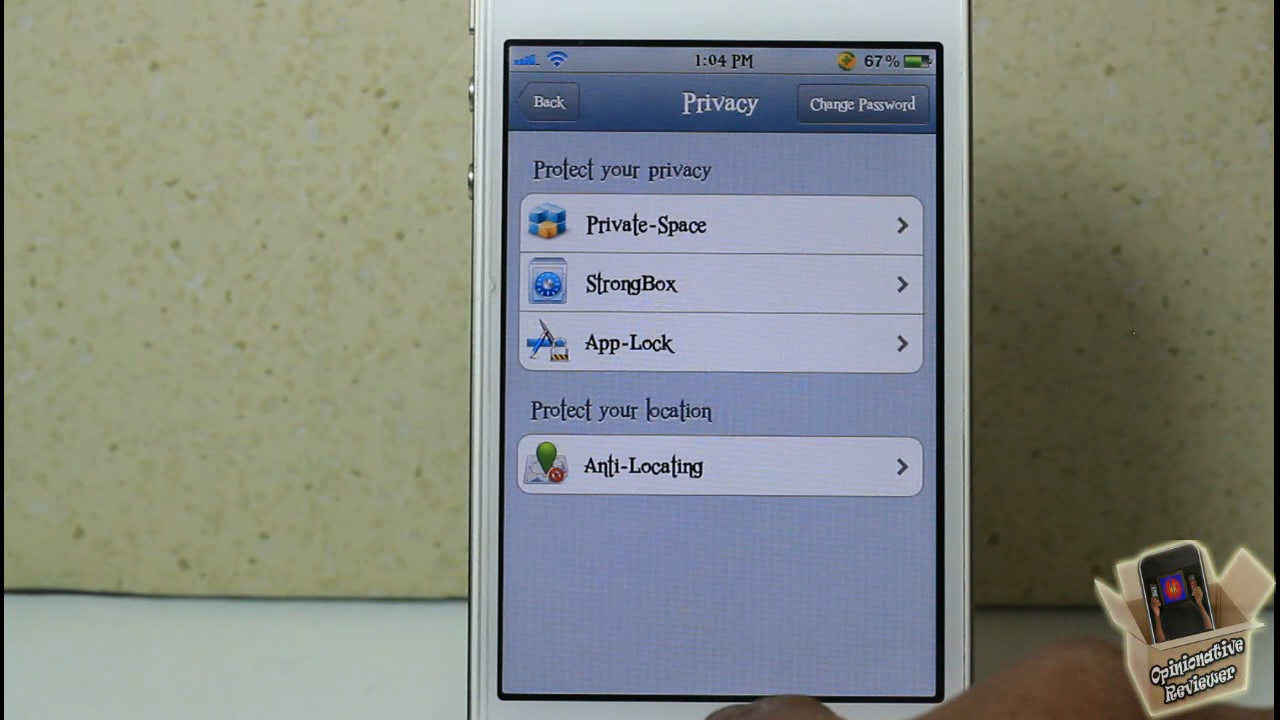 1:04 PM 67%
Back Privacy Change Password
Protect your privacy
Private-Space
StrongBox
App-Lock
Protect your location
Anti-Locating
Opinionative
Reviewer